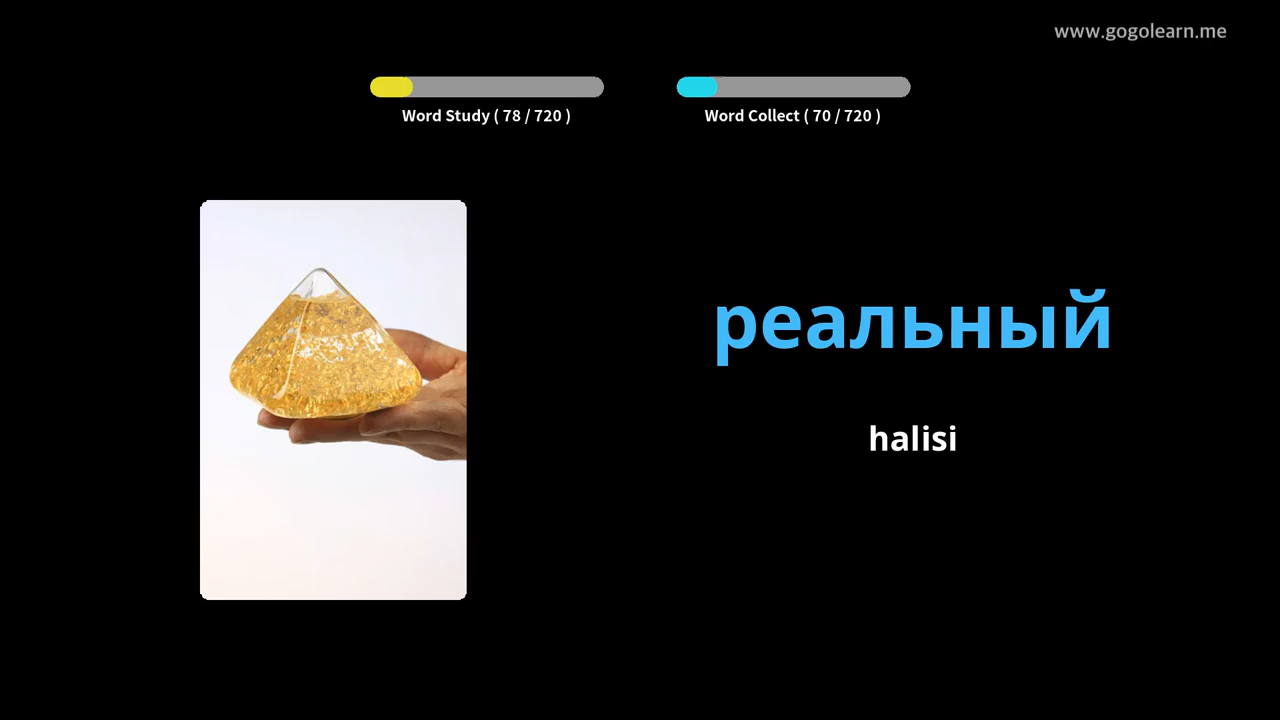 www.gogolearn.me
Word Study ( 78 / 720 )
Word Collect ( 70 / 720 )
реальный
halisi